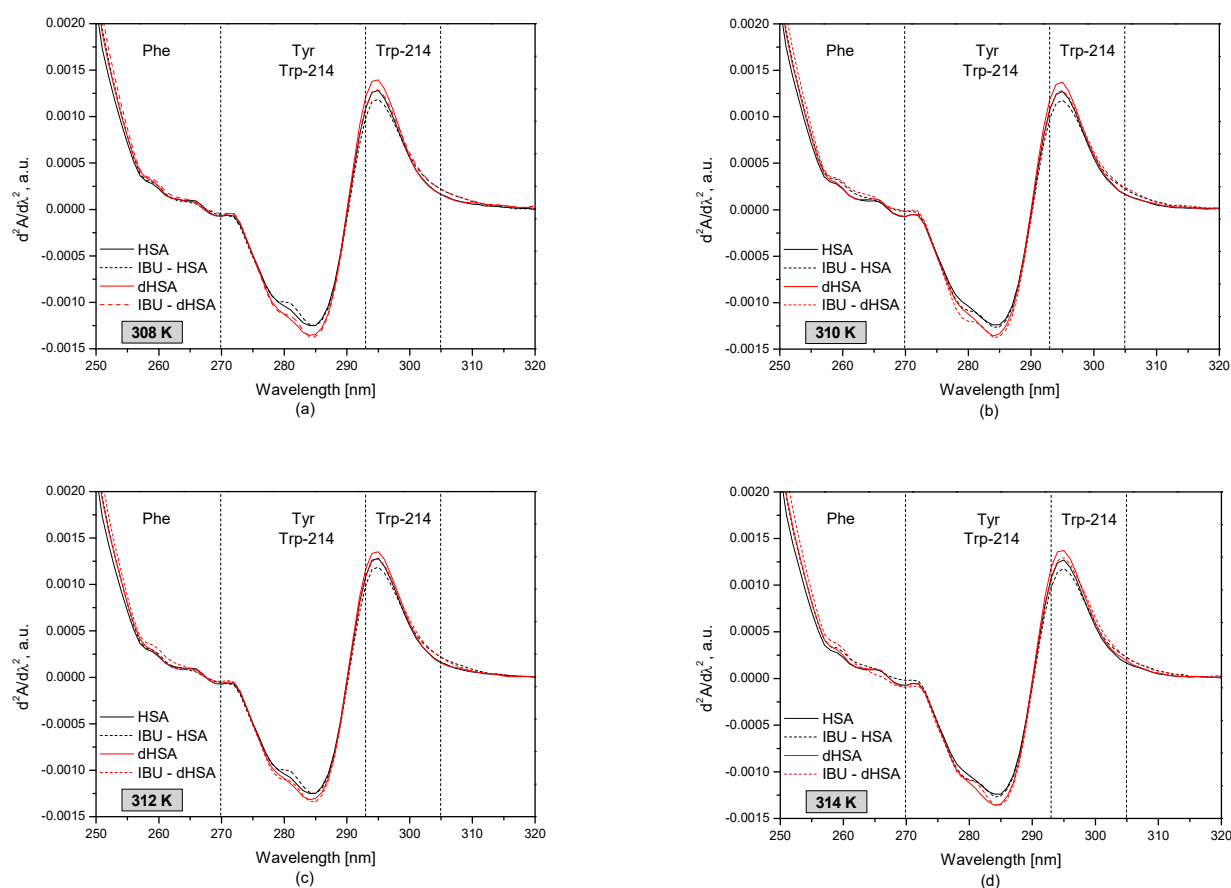 0.0020
0.0015
0.0010
0.0005
0.0000
-0.0005
-0.0010
-0.0015
d²A/dλ², a.u.
Phe
Tyr
Trp-214
Trp-214
HSA
IBU - HSA
dHSA
IBU - dHSA
308 K
250 260 270 280 290 300 310 320
Wavelength [nm]
(a)
0.0020
0.0015
0.0010
0.0005
0.0000
-0.0005
-0.0010
-0.0015
d²A/dλ², a.u.
Phe
Tyr
Trp-214
Trp-214
HSA
IBU - HSA
dHSA
IBU - dHSA
310 K
250 260 270 280 290 300 310 320
Wavelength [nm]
(b)
0.0020
0.0015
0.0010
0.0005
0.0000
-0.0005
-0.0010
-0.0015
d²A/dλ², a.u.
Phe
Tyr
Trp-214
Trp-214
HSA
IBU - HSA
dHSA
IBU - dHSA
312 K
250 260 270 280 290 300 310 320
Wavelength [nm]
(c)
0.0020
0.0015
0.0010
0.0005
0.0000
-0.0005
-0.0010
-0.0015
d²A/dλ², a.u.
Phe
Tyr
Trp-214
Trp-214
HSA
IBU - HSA
dHSA
IBU - dHSA
314 K
250 260 270 280 290 300 310 320
Wavelength [nm]
(d)